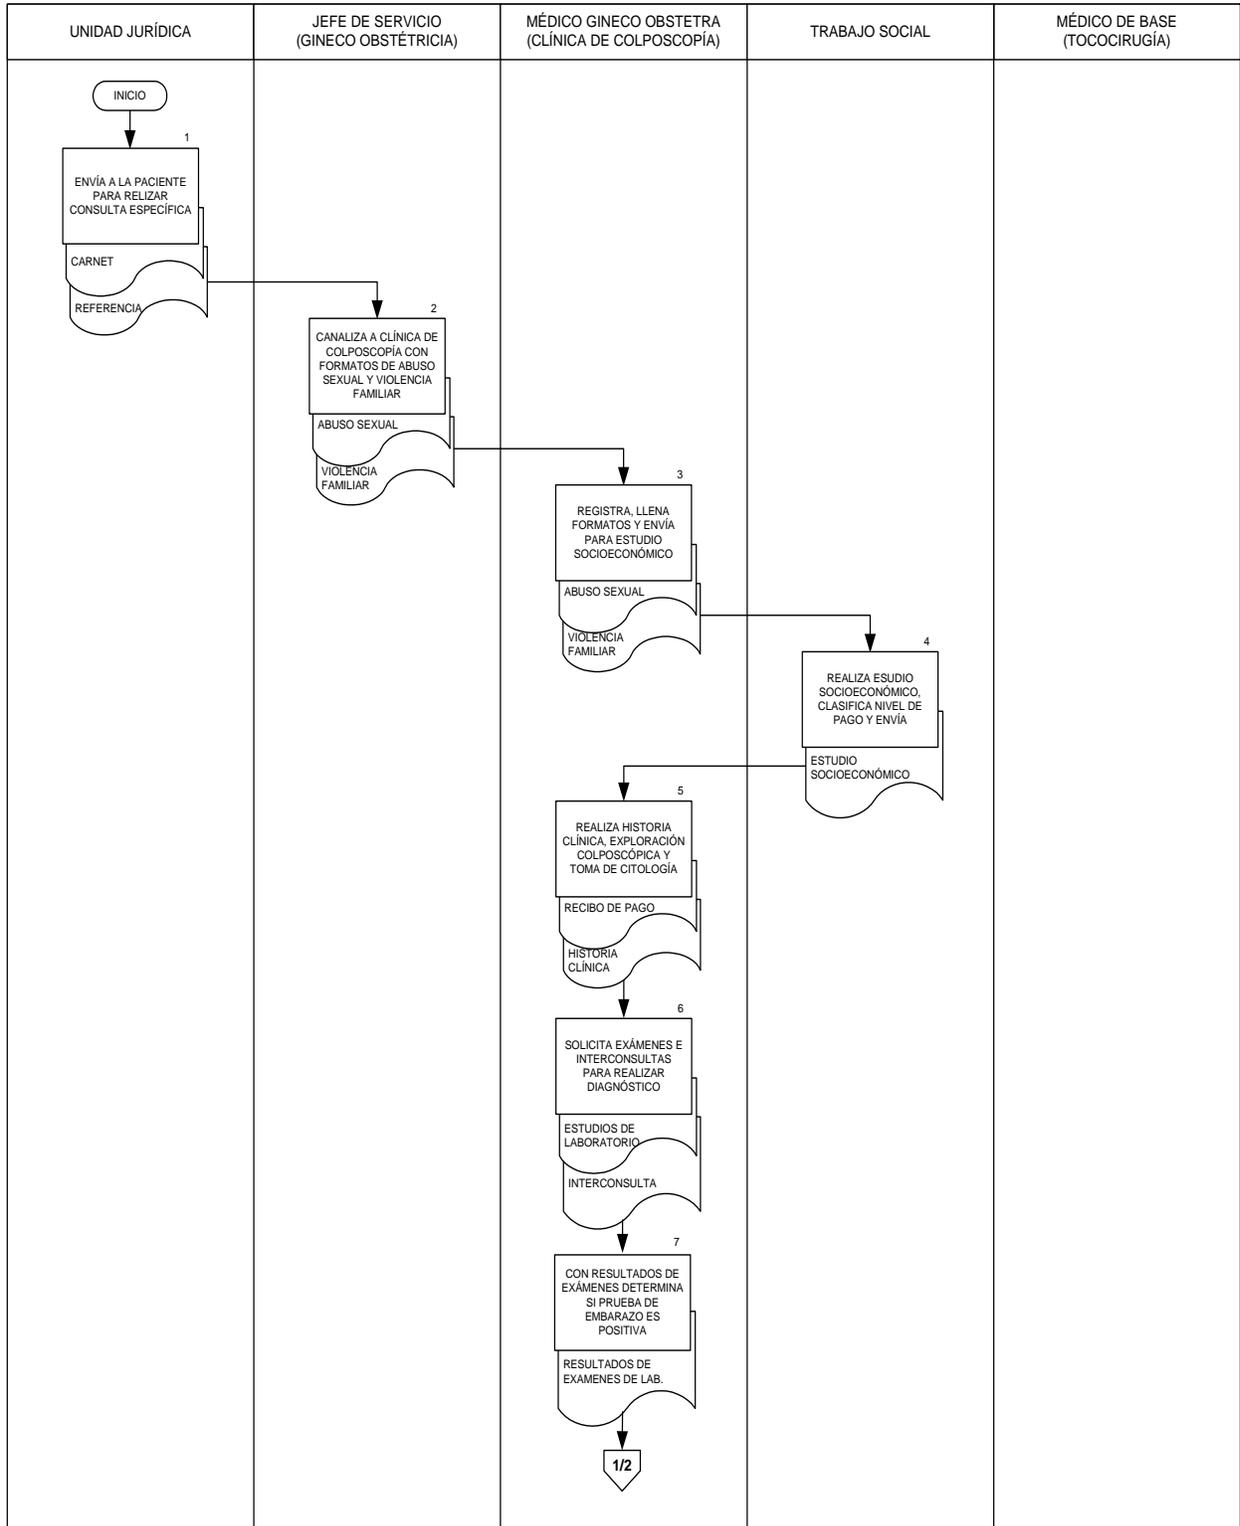 UNIDAD JURÍDICA
JEFE DE SERVICIO
(GINECO OBSTÉTRICIA)
MÉDICO GINECO OBSTETRA
(CLÍNICA DE COLPOSCOPÍA)
TRABAJO SOCIAL
MÉDICO DE BASE
(TOCOCIRUGÍA)
INICIO
1
ENVÍA A LA PACIENTE
PARA RELIZAR
CONSULTA ESPECÍFICA
CARNET
REFERENCIA
2
CANALIZA A CLÍNICA DE
COLPOSCOPÍA CON
FORMATOS DE ABUSO
SEXUAL Y VIOLENCIA
FAMILIAR
ABUSO SEXUAL
VIOLENCIA
FAMILIAR
3
REGISTRA, LLENA
FORMATOS Y ENVÍA
PARA ESTUDIO
SOCIOECONÓMICO
ABUSO SEXUAL
VIOLENCIA
FAMILIAR
4
REALIZA ESUDIO
SOCIOECONÓMICO,
CLASIFICA NIVEL DE
PAGO Y ENVÍA
ESTUDIO
SOCIOECONÓMICO
5
REALIZA HISTORIA
CLÍNICA, EXPLORACIÓN
COLPOSCÓPICA Y
TOMA DE CITOLOGÍA
RECIBO DE PAGO
HISTORIA
CLÍNICA
6
SOLICITA EXÁMENES E
INTERCONSULTAS
PARA REALIZAR
DIAGNÓSTICO
ESTUDIOS DE
LABORATORIO
INTERCONSULTA
7
CON RESULTADOS DE
EXÁMENES DETERMINA
SI PRUEBA DE
EMBARAZO ES
POSITIVA
RESULTADOS DE
EXAMENES DE LAB.
1/2